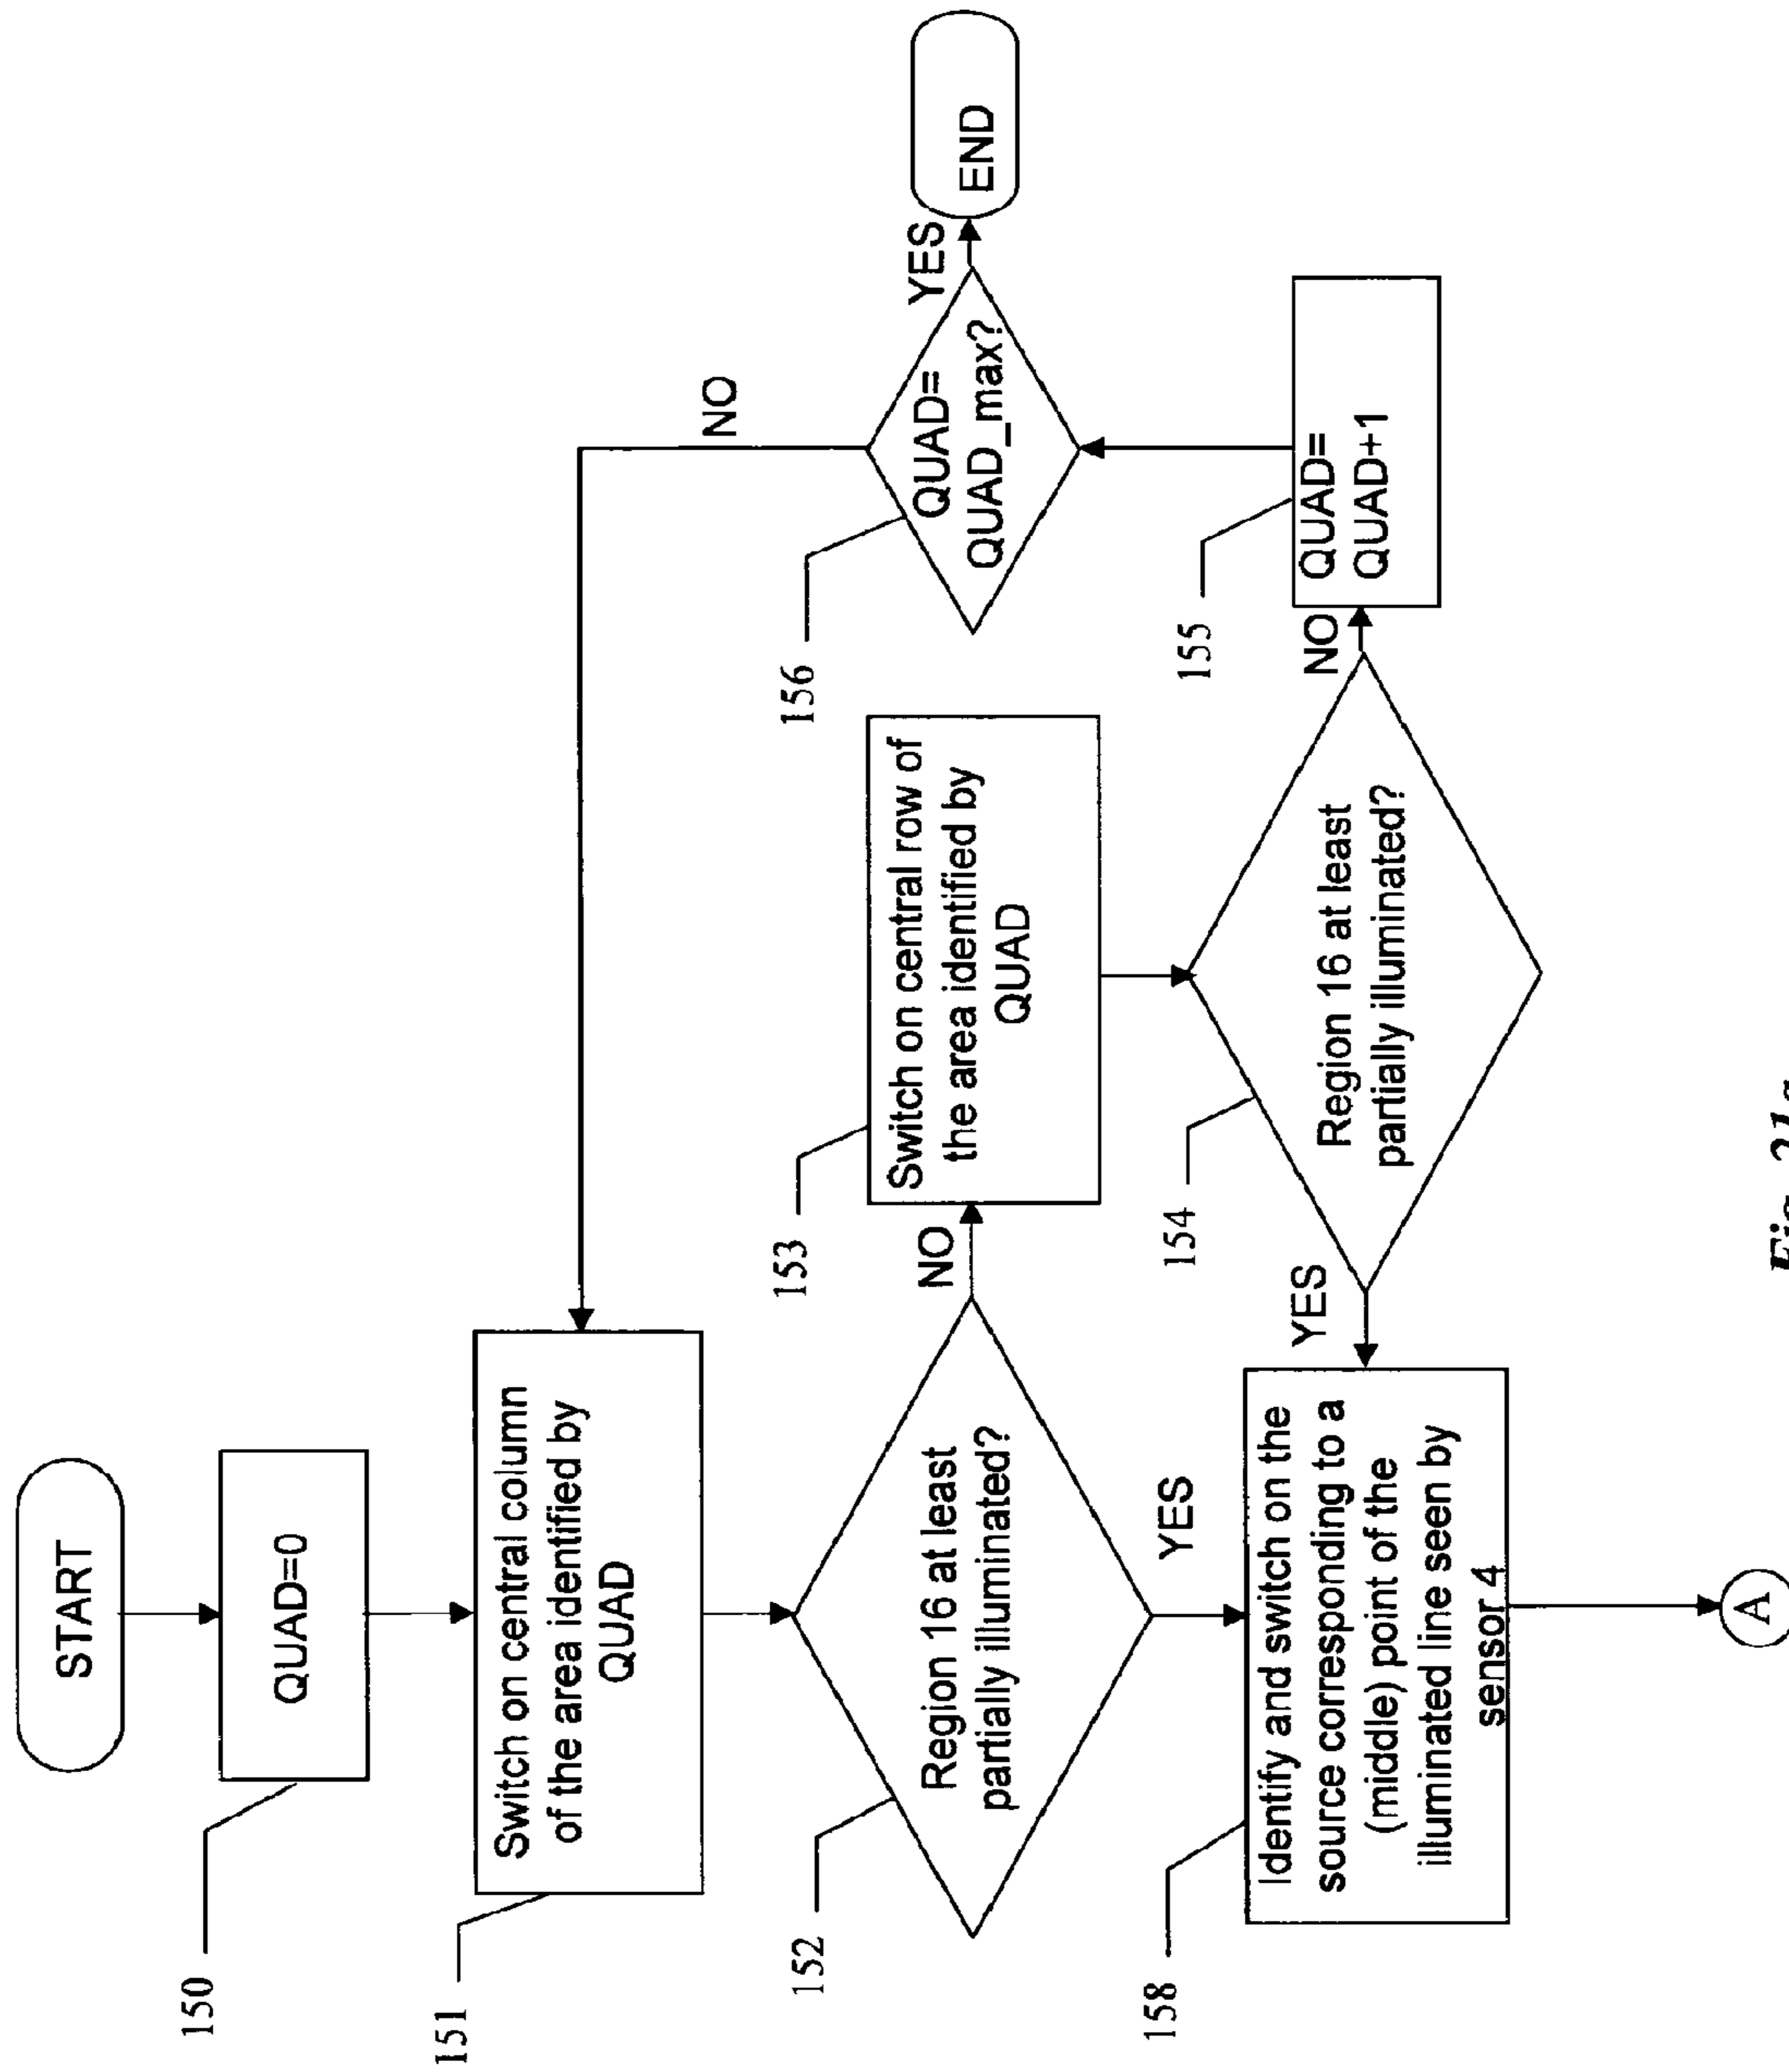 START
150
QUAD=0
151
Switch on central column
of the area identified by
QUAD
NO
152
Region 16 at least
partially illuminated?
NO
153
Switch on central row of
the area identified by
QUAD
156
QUAD=
QUAD_max?
YES
END
YES
158
Identify and switch on the
source corresponding to a
(middle) point of the
illuminated line seen by
sensor 4
YES
154
Region 16 at least
partially illuminated?
NO
155
QUAD=
QUAD+1
A
Fig. 21a